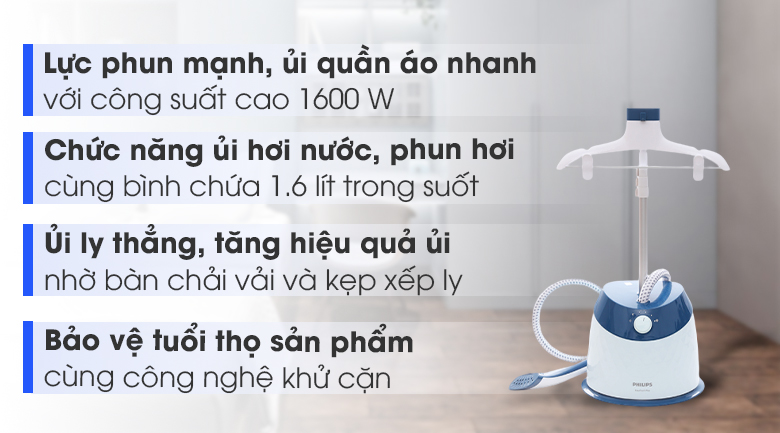 Lực phun mạnh, ủi quần áo nhanh
với công suất cao 1600 W
Chức năng ủi hơi nước, phun hơi
cùng bình chứa 1.6 lít trong suốt
Ủi ly thẳng, tăng hiệu quả ủi
nhờ bàn chải vải và kẹp xếp ly
Bảo vệ tuổi thọ sản phẩm
cùng công nghệ khử cặn
PHILIPS